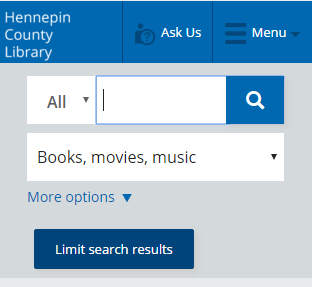 Hennepin
County
Library
Ask Us
Menu
All
Books, movies, music
More options
Limit search results